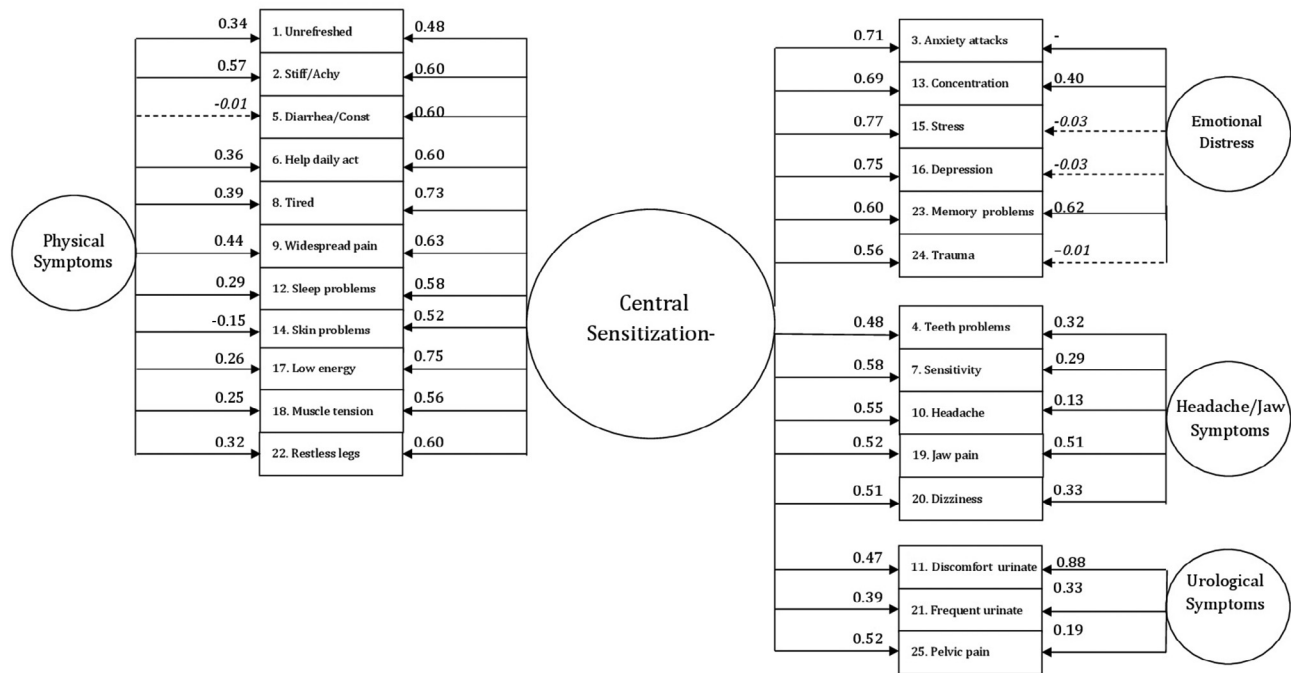 0.34 1. Unrefreshed 0.48
0.57 2. Stiff/Achy 0.60
-0.01 5. Diarrhea/Const 0.60
0.36 6. Help daily act 0.60
0.39 8. Tired 0.73
0.44 9. Widespread pain 0.63
0.29 12. Sleep problems 0.58
-0.15 14. Skin problems 0.52
0.26 17. Low energy 0.75
0.25 18. Muscle tension 0.56
0.32 22. Restless legs 0.60
Physical
Symptoms
Central
Sensitization-
0.71 3. Anxiety attacks -
0.69 13. Concentration 0.40
0.77 15. Stress -0.03
0.75 16. Depression -0.03
0.60 23. Memory problems 0.62
0.56 24. Trauma –0.01
Emotional
Distress
0.48 4. Teeth problems 0.32
0.58 7. Sensitivity 0.29
0.55 10. Headache 0.13
0.52 19. Jaw pain 0.51
0.51 20. Dizziness 0.33
Headache/Jaw
Symptoms
0.47 11. Discomfort urinate 0.88
0.39 21. Frequent urinate 0.33
0.52 25. Pelvic pain 0.19
Urological
Symptoms